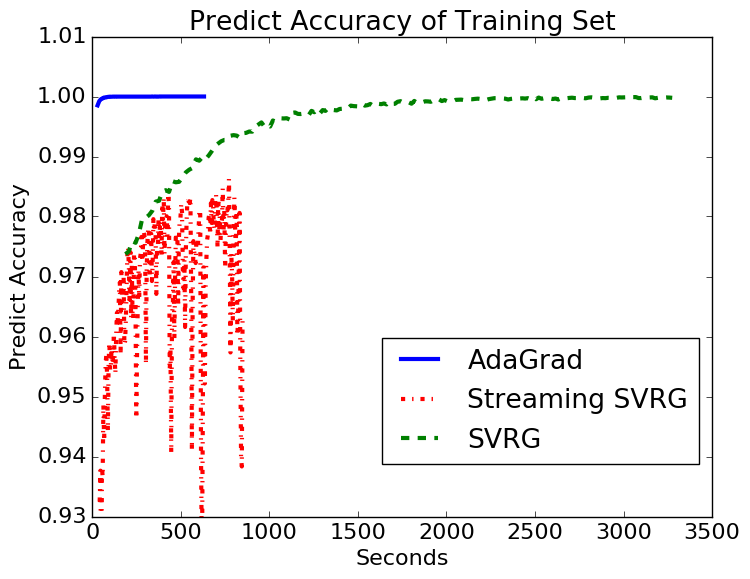 Predict Accuracy of Training Set
1.01
1.00
0.99
0.98
0.97
0.96
0.95
0.94
0.93
Predict Accuracy
AdaGrad
Streaming SVRG
SVRG
0 500 1000 1500 2000 2500 3000 3500
Seconds